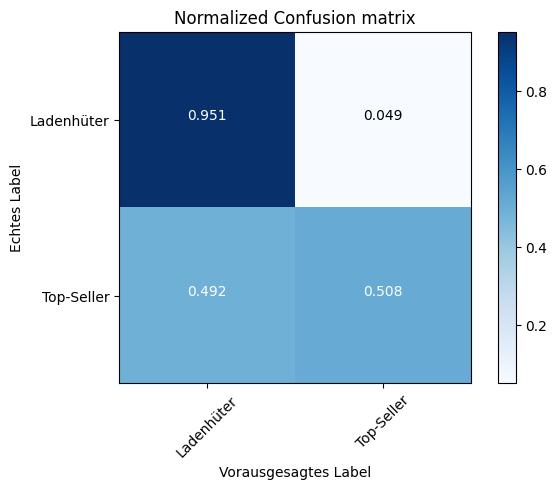 Normalized Confusion matrix
Echtes Label
Ladenhüter
0.951
0.049
Top-Seller
0.492
0.508
Ladenhüter
Top-Seller
Vorausgesagtes Label
0.8
0.6
0.4
0.2